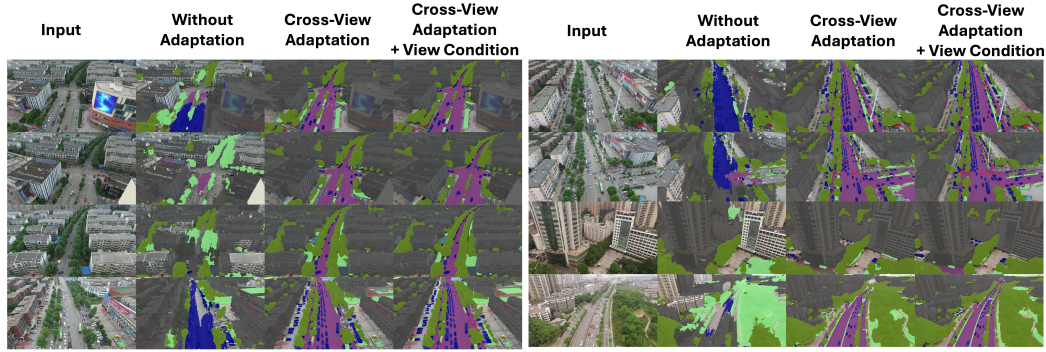 Input
Without
Adaptation
Cross-View
Adaptation
Cross-View
Adaptation
+ View Condition
Input
Without
Adaptation
Cross-View
Adaptation
Cross-View
Adaptation
+ View Condition